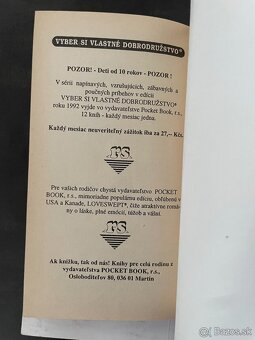 VYBER SI VLASTNÉ DOBRODRUŽSTVO®
POZOR! - Deti od 10 rokov - POZOR !
V sérii napínavých, vzrušujúcich, zábavných a
poučných príbehov v edícii
VYBER SI VLASTNÉ DOBRODRUŽSTVO®
roku 1992 vyjde vo vydavateľstve Pocket Book, r.s.,
12 kníh - každý mesiac jedna.
Každý mesiac neuveriteľný zážitok iba za 27,– Kčs,
Pre vašich rodičov chystá vydavateľstvo POCKET
BOOK, r.s., mimoriadne populárnu edíciu, obľúbenú v
USA a Kanade, LOVESWEPT®, čiže atraktívne romá-
ny o láske, plné emócií, túžob a vášní.
Ak knižku, tak od nás! Knihy pre celú rodinu z
vydavateľstva POCKET BOOK, r.s.,
Osloboditeľov 80, 036 01 Martin
bazar.sk